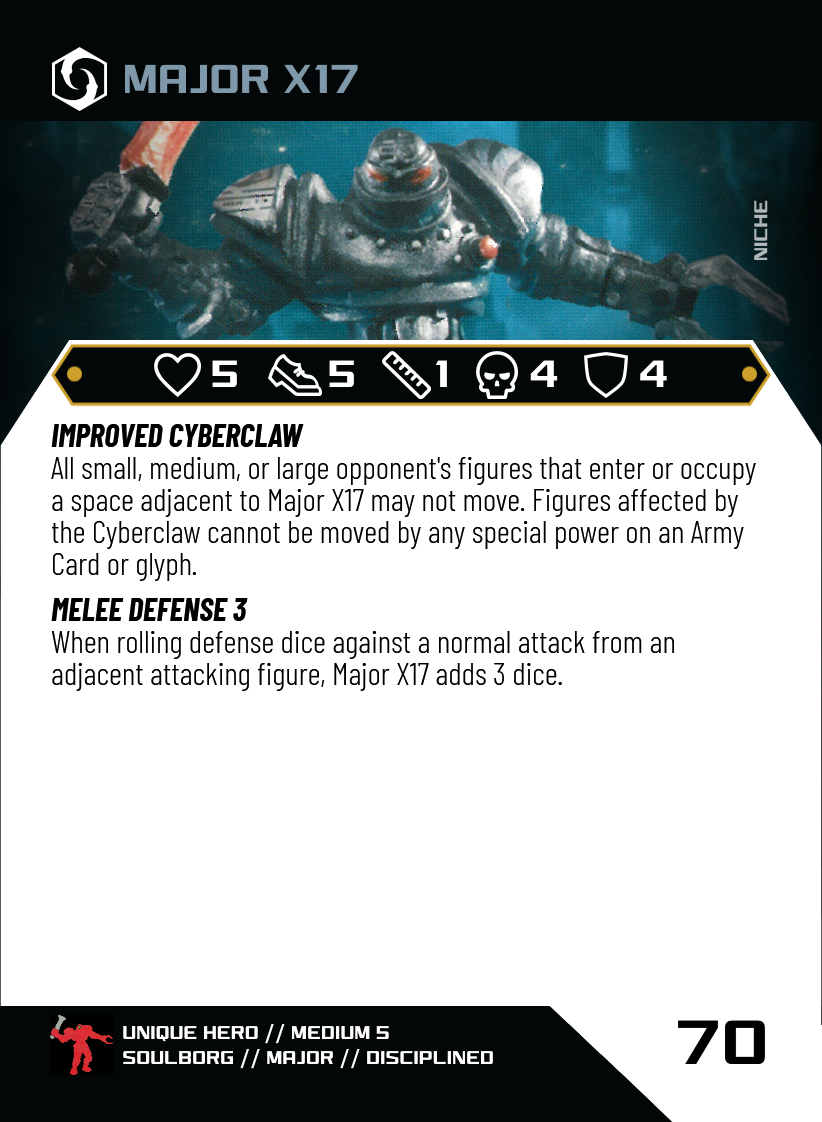 MAJOR X17
NICHE
5 5 1 4 4
IMPROVED CYBERCLAW
All small, medium, or large opponent's figures that enter or occupy
a space adjacent to Major X17 may not move. Figures affected by
the Cyberclaw cannot be moved by any special power on an Army
Card or glyph.
MELEE DEFENSE 3
When rolling defense dice against a normal attack from an
adjacent attacking figure, Major X17 adds 3 dice.
UNIQUE HERO // MEDIUM 5
SOULBORG // MAJOR // DISCIPLINED
70